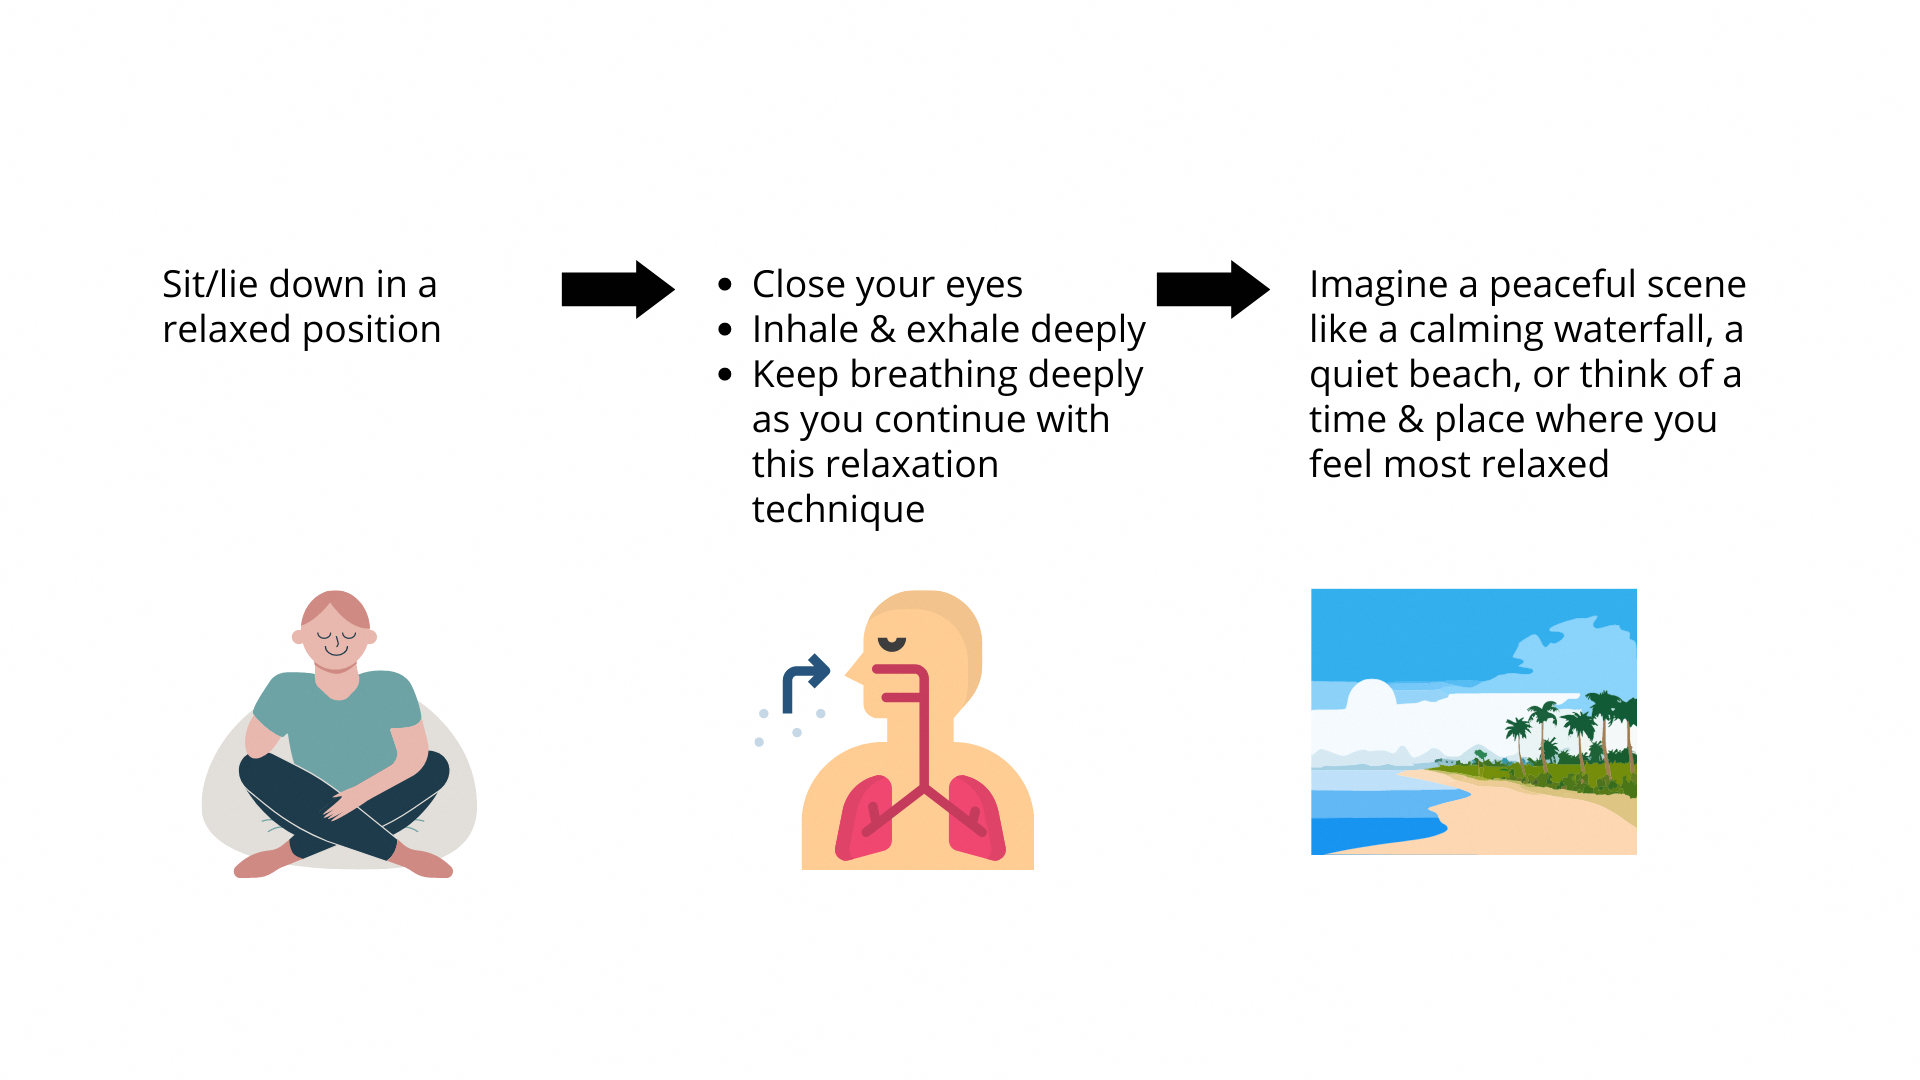 Sit/lie down in a
relaxed position
• Close your eyes
• Inhale & exhale deeply
• Keep breathing deeply
as you continue with
this relaxation
technique
Imagine a peaceful scene
like a calming waterfall, a
quiet beach, or think of a
time & place where you
feel most relaxed